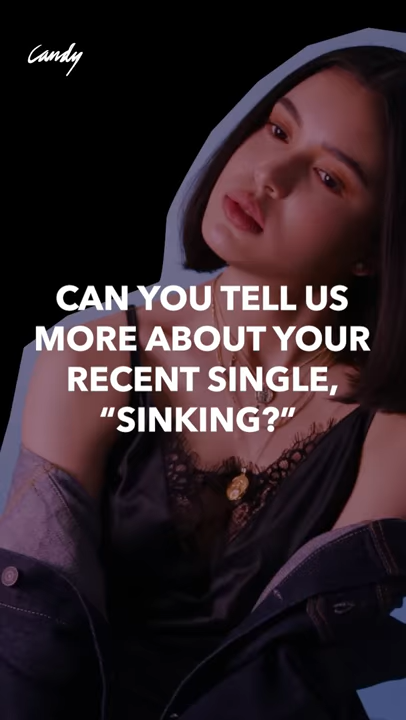 Candy
CAN YOU TELL US
MORE ABOUT YOUR
RECENT SINGLE,
“SINKING?”